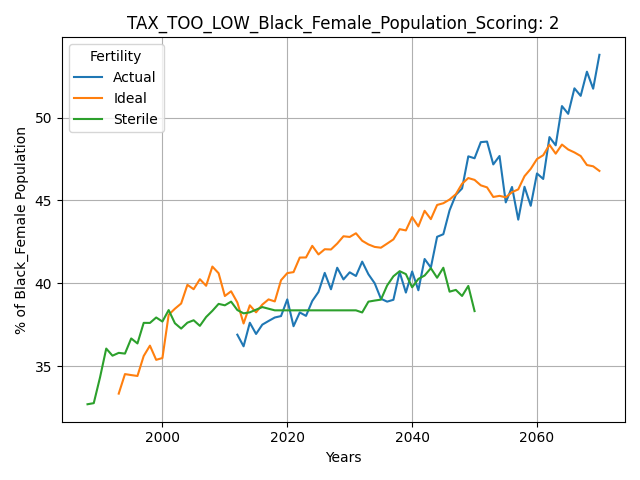 TAX_TOO_LOW_Black_Female_Population_Scoring: 2
Fertility
Actual
Ideal
Sterile
% of Black_Female Population
50
45
40
35
2000
2020
2040
2060
Years